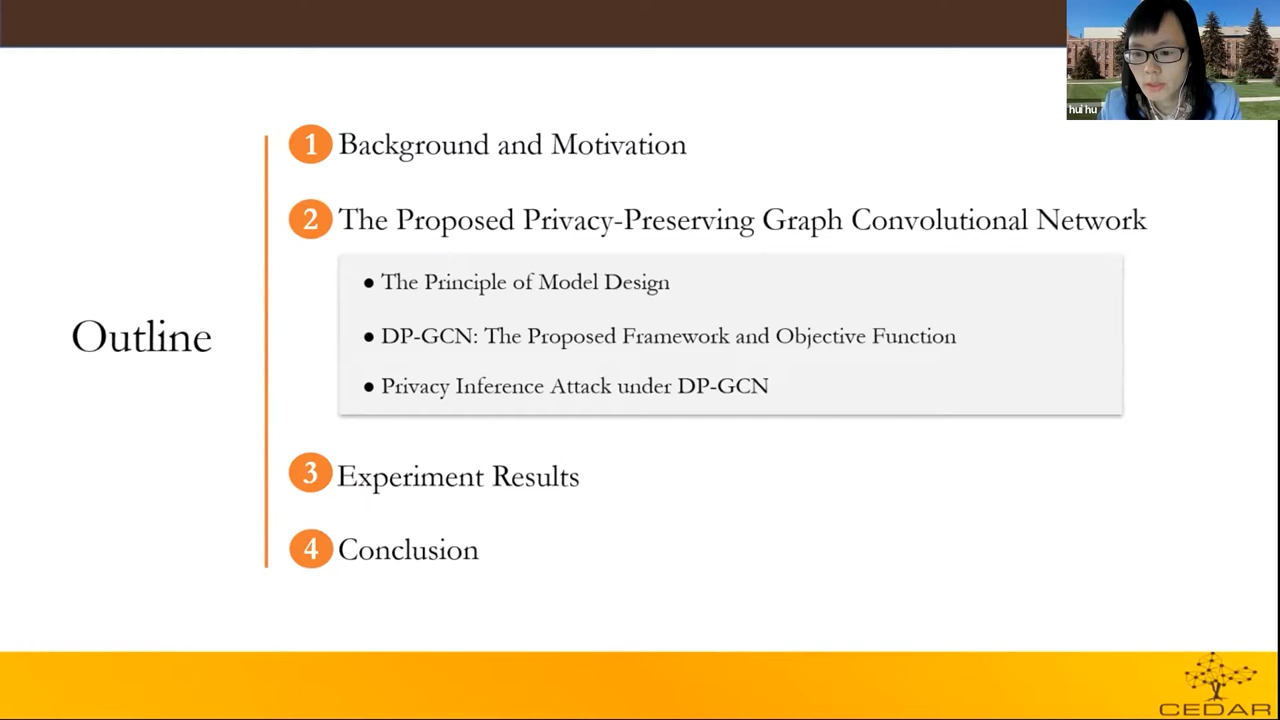 hui hu
1 Background and Motivation
2 The Proposed Privacy-Preserving Graph Convolutional Network
● The Principle of Model Design
● DP-GCN: The Proposed Framework and Objective Function
● Privacy Inference Attack under DP-GCN
Outline
3 Experiment Results
4 Conclusion
CEDAR